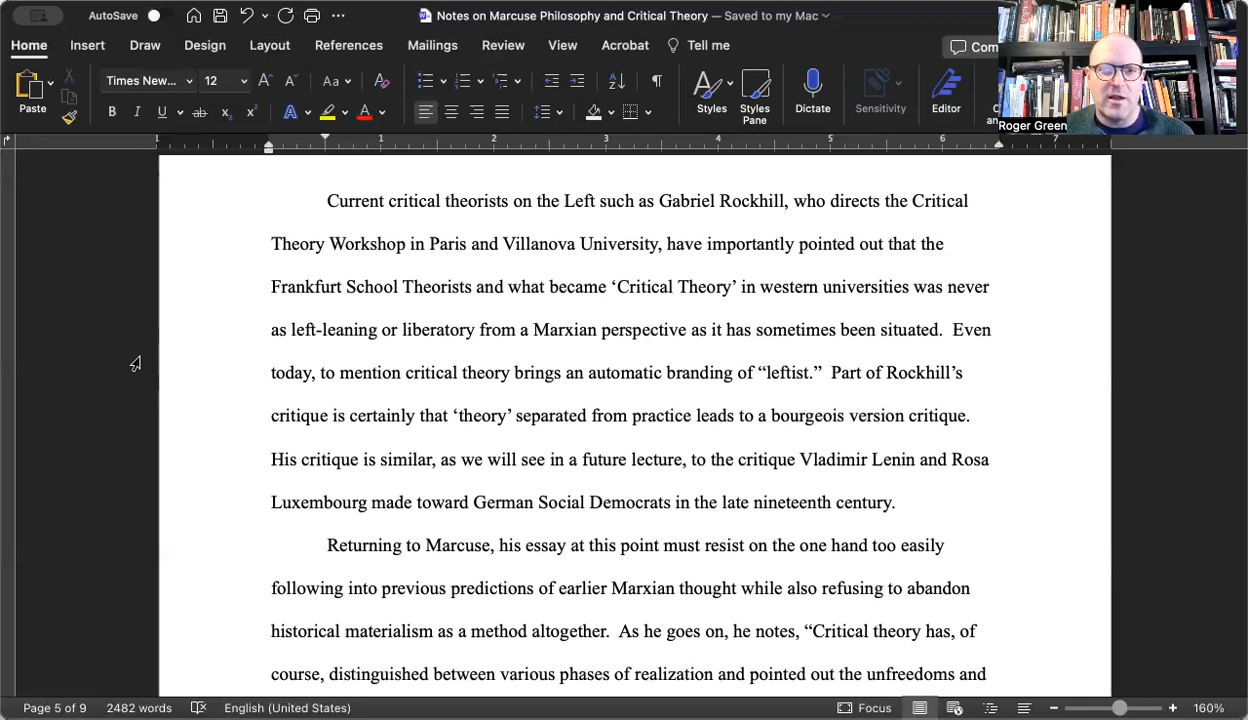 AutoSave
Notes on Marcuse Philosophy and Critical Theory — Saved to my Mac
Home Insert Draw Design Layout References Mailings Review View Acrobat Tell me Com
Paste Times New... 12 Aa Styles Styles Pane Dictate Sensitivity Editor
Roger Green
1 2 3 4 5 6 7
Current critical theorists on the Left such as Gabriel Rockhill, who directs the Critical
Theory Workshop in Paris and Villanova University, have importantly pointed out that the
Frankfurt School Theorists and what became ‘Critical Theory’ in western universities was never
as left-leaning or liberatory from a Marxian perspective as it has sometimes been situated.  Even
today, to mention critical theory brings an automatic branding of “leftist.”  Part of Rockhill’s
critique is certainly that ‘theory’ separated from practice leads to a bourgeois version critique.
His critique is similar, as we will see in a future lecture, to the critique Vladimir Lenin and Rosa
Luxembourg made toward German Social Democrats in the late nineteenth century.
Returning to Marcuse, his essay at this point must resist on the one hand too easily
following into previous predictions of earlier Marxian thought while also refusing to abandon
historical materialism as a method altogether.  As he goes on, he notes, “Critical theory has, of
course, distinguished between various phases of realization and pointed out the unfreedoms and
Page 5 of 9 2482 words English (United States) Focus 160%